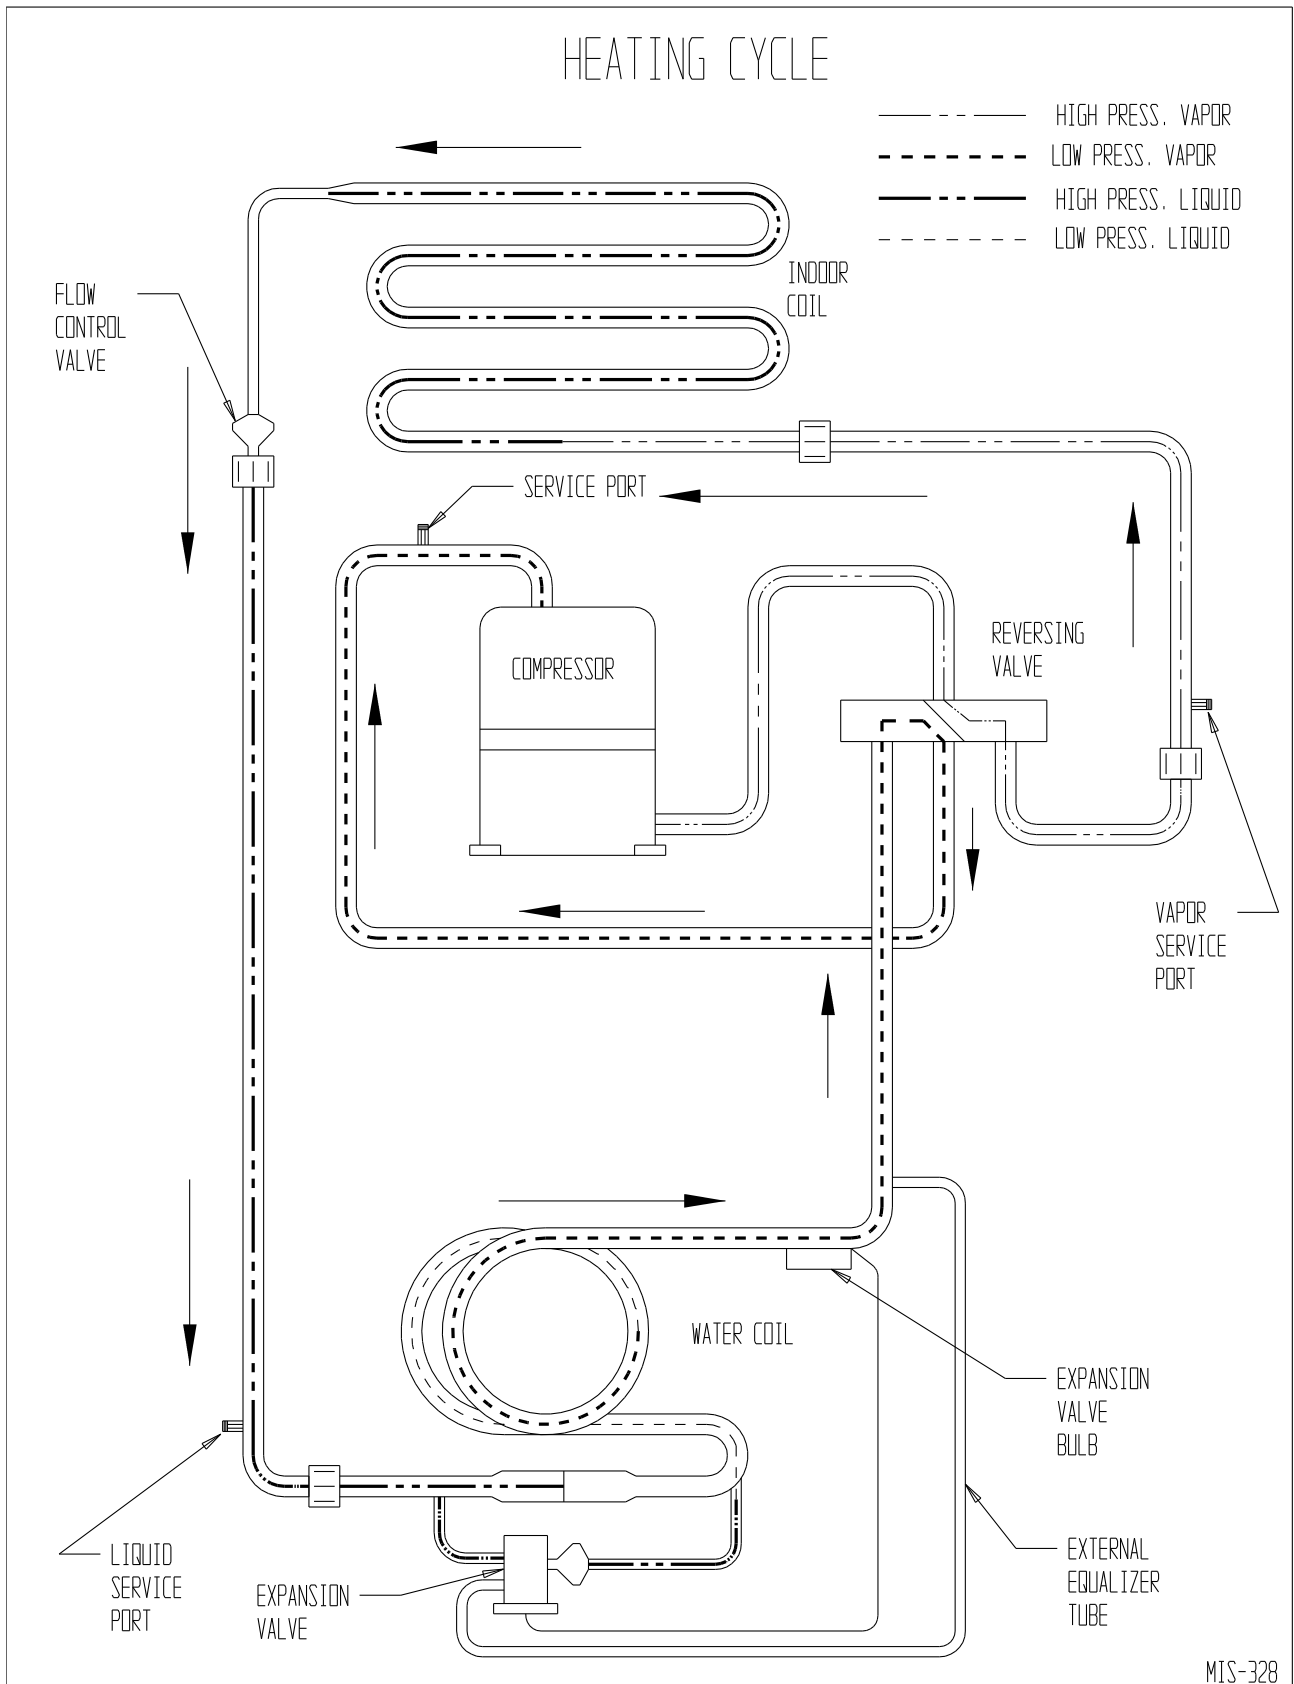 HEATING CYCLE
HIGH PRESS. VAPOR
LOW PRESS. VAPOR
HIGH PRESS. LIQUID
LOW PRESS. LIQUID
INDOOR
COIL
FLOW
CONTROL
VALVE
SERVICE PORT
REVERSING
VALVE
COMPRESSOR
VAPOR
SERVICE
PORT
WATER COIL
EXPANSION
VALVE
BULB
LIQUID
SERVICE
PORT
EXPANSION
VALVE
EXTERNAL
EQUALIZER
TUBE
MIS-328